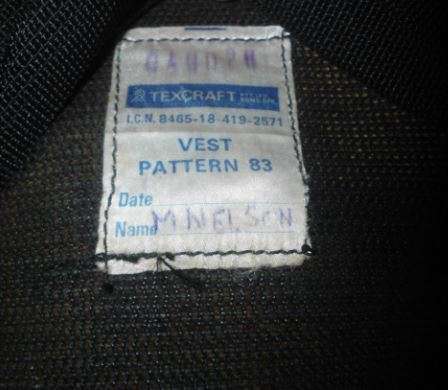 TEXCRAFT
I.C.N. 8465-18-419-2571
VEST
PATTERN 83
Date
Name M NELSON